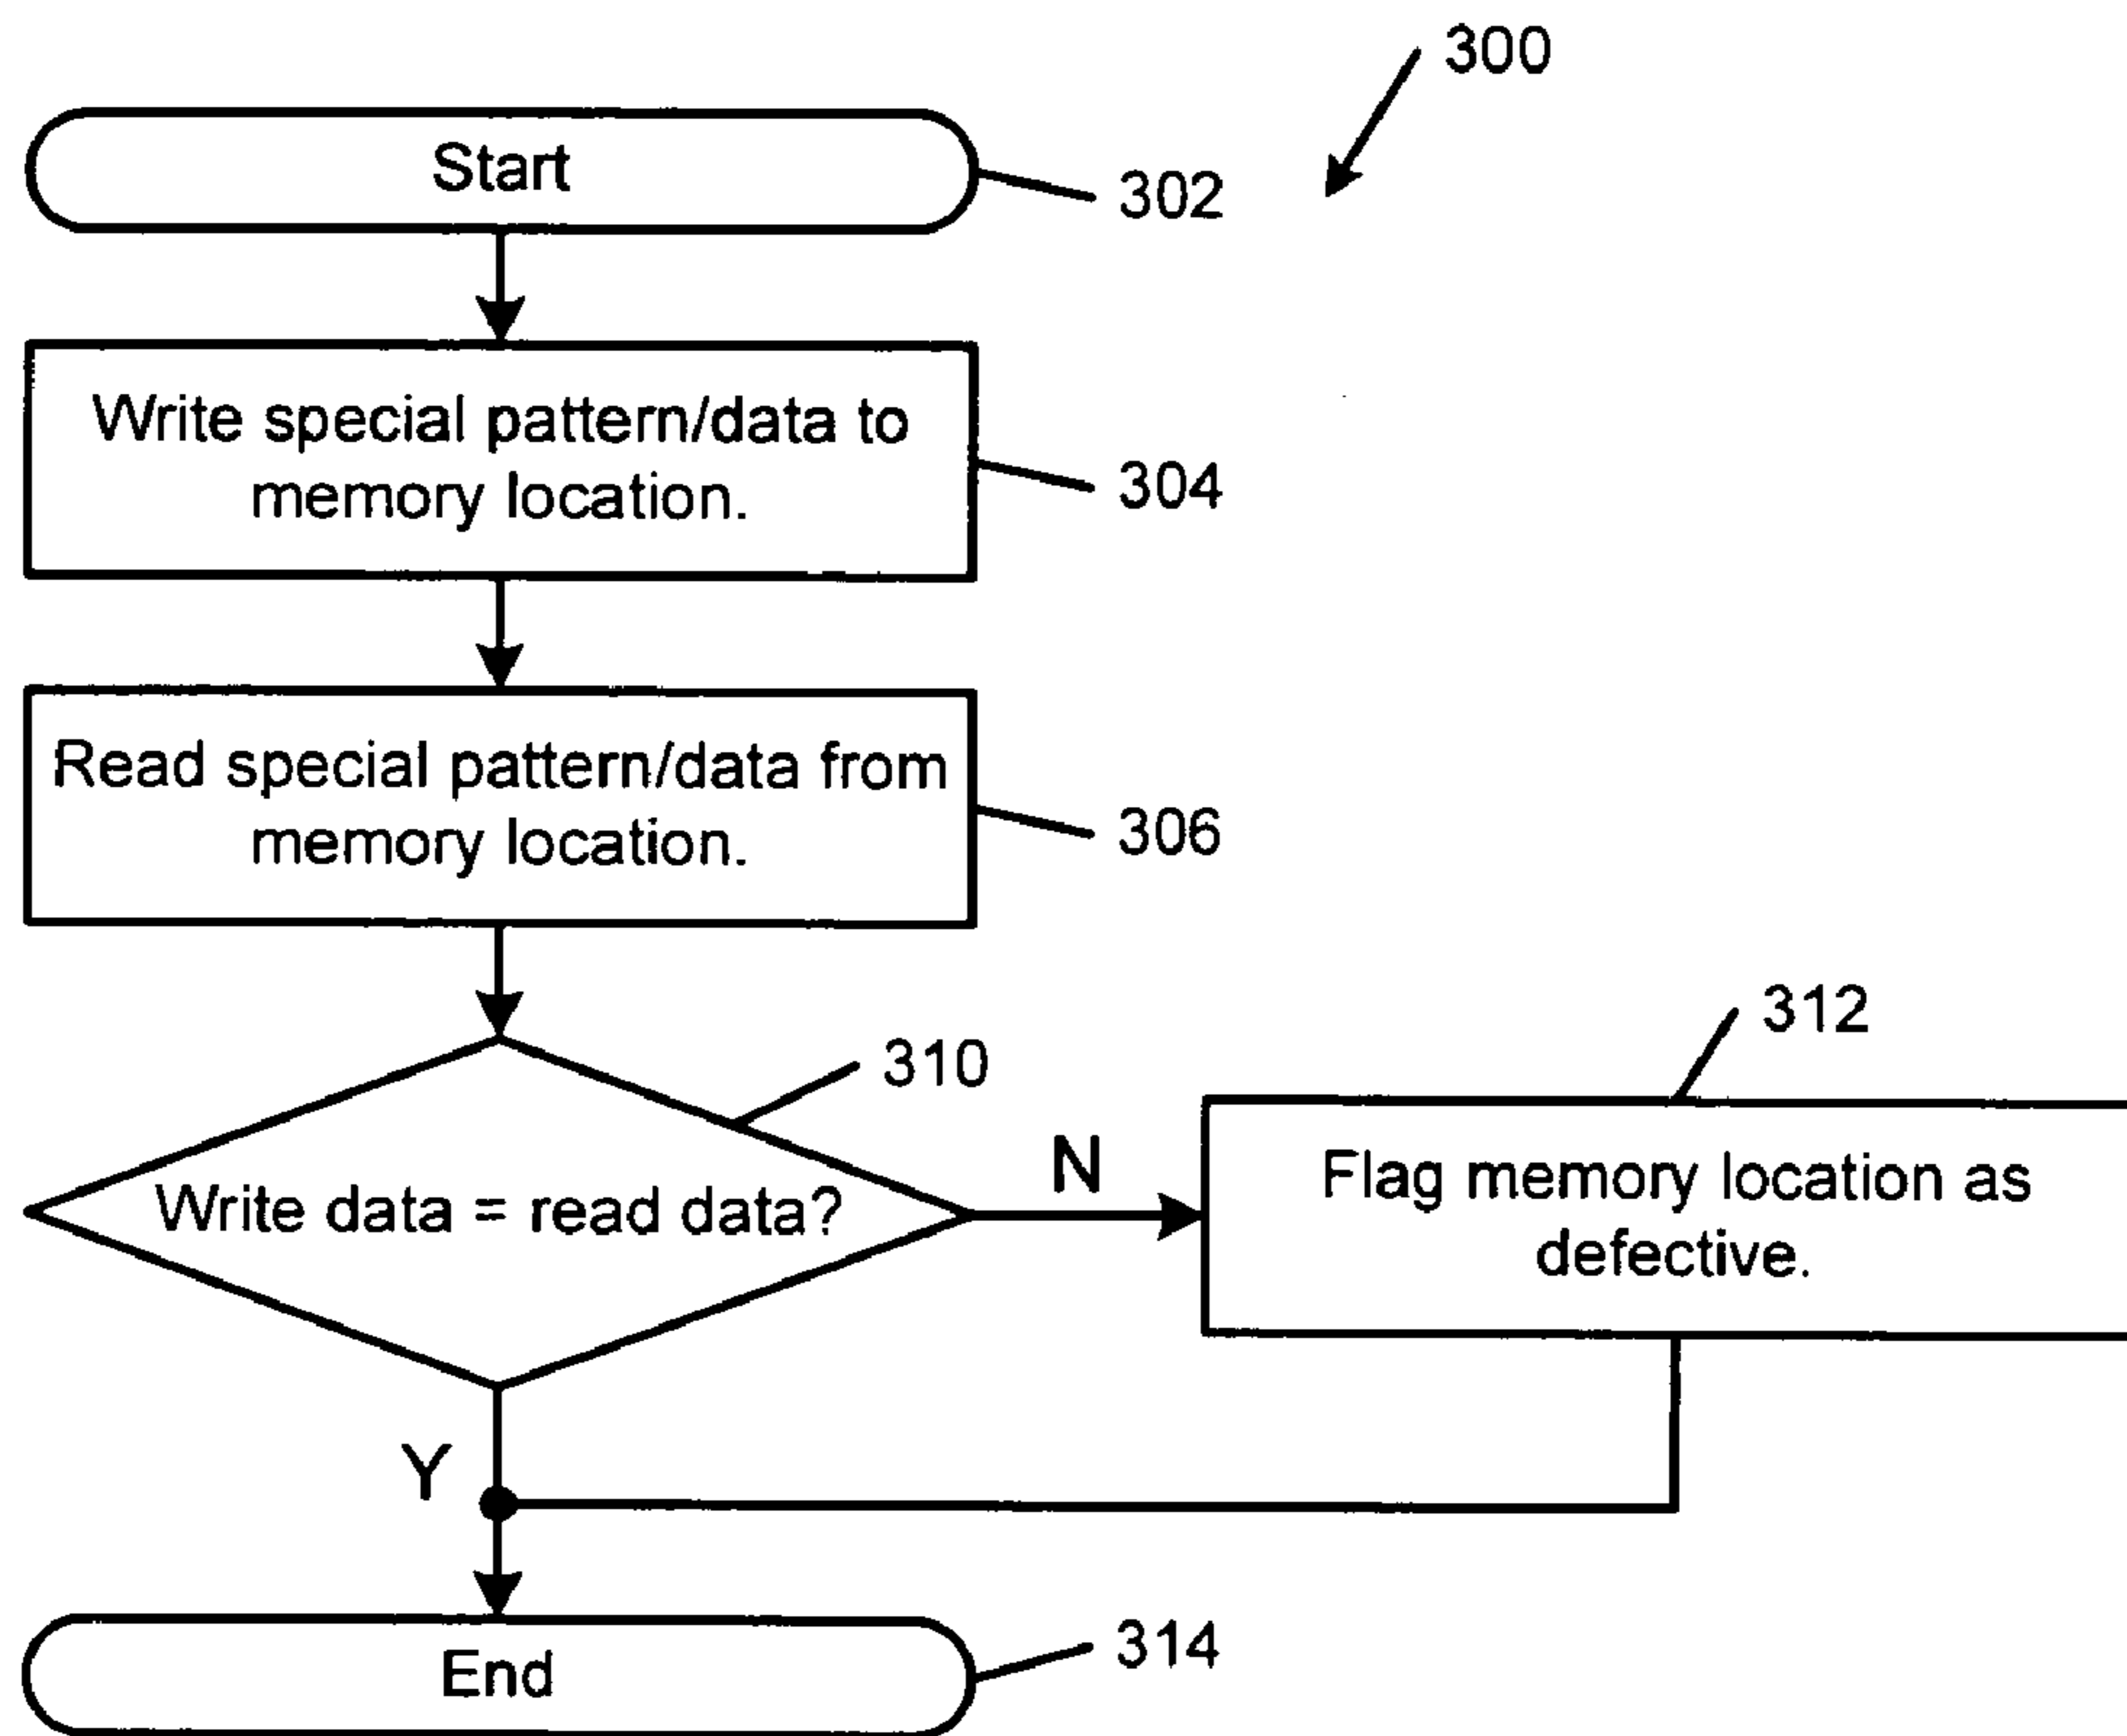 300
Start
302
Write special pattern/data to
memory location.
304
Read special pattern/data from
memory location.
306
310
312
Write data = read data?
N
Flag memory location as
defective.
Y
End
314